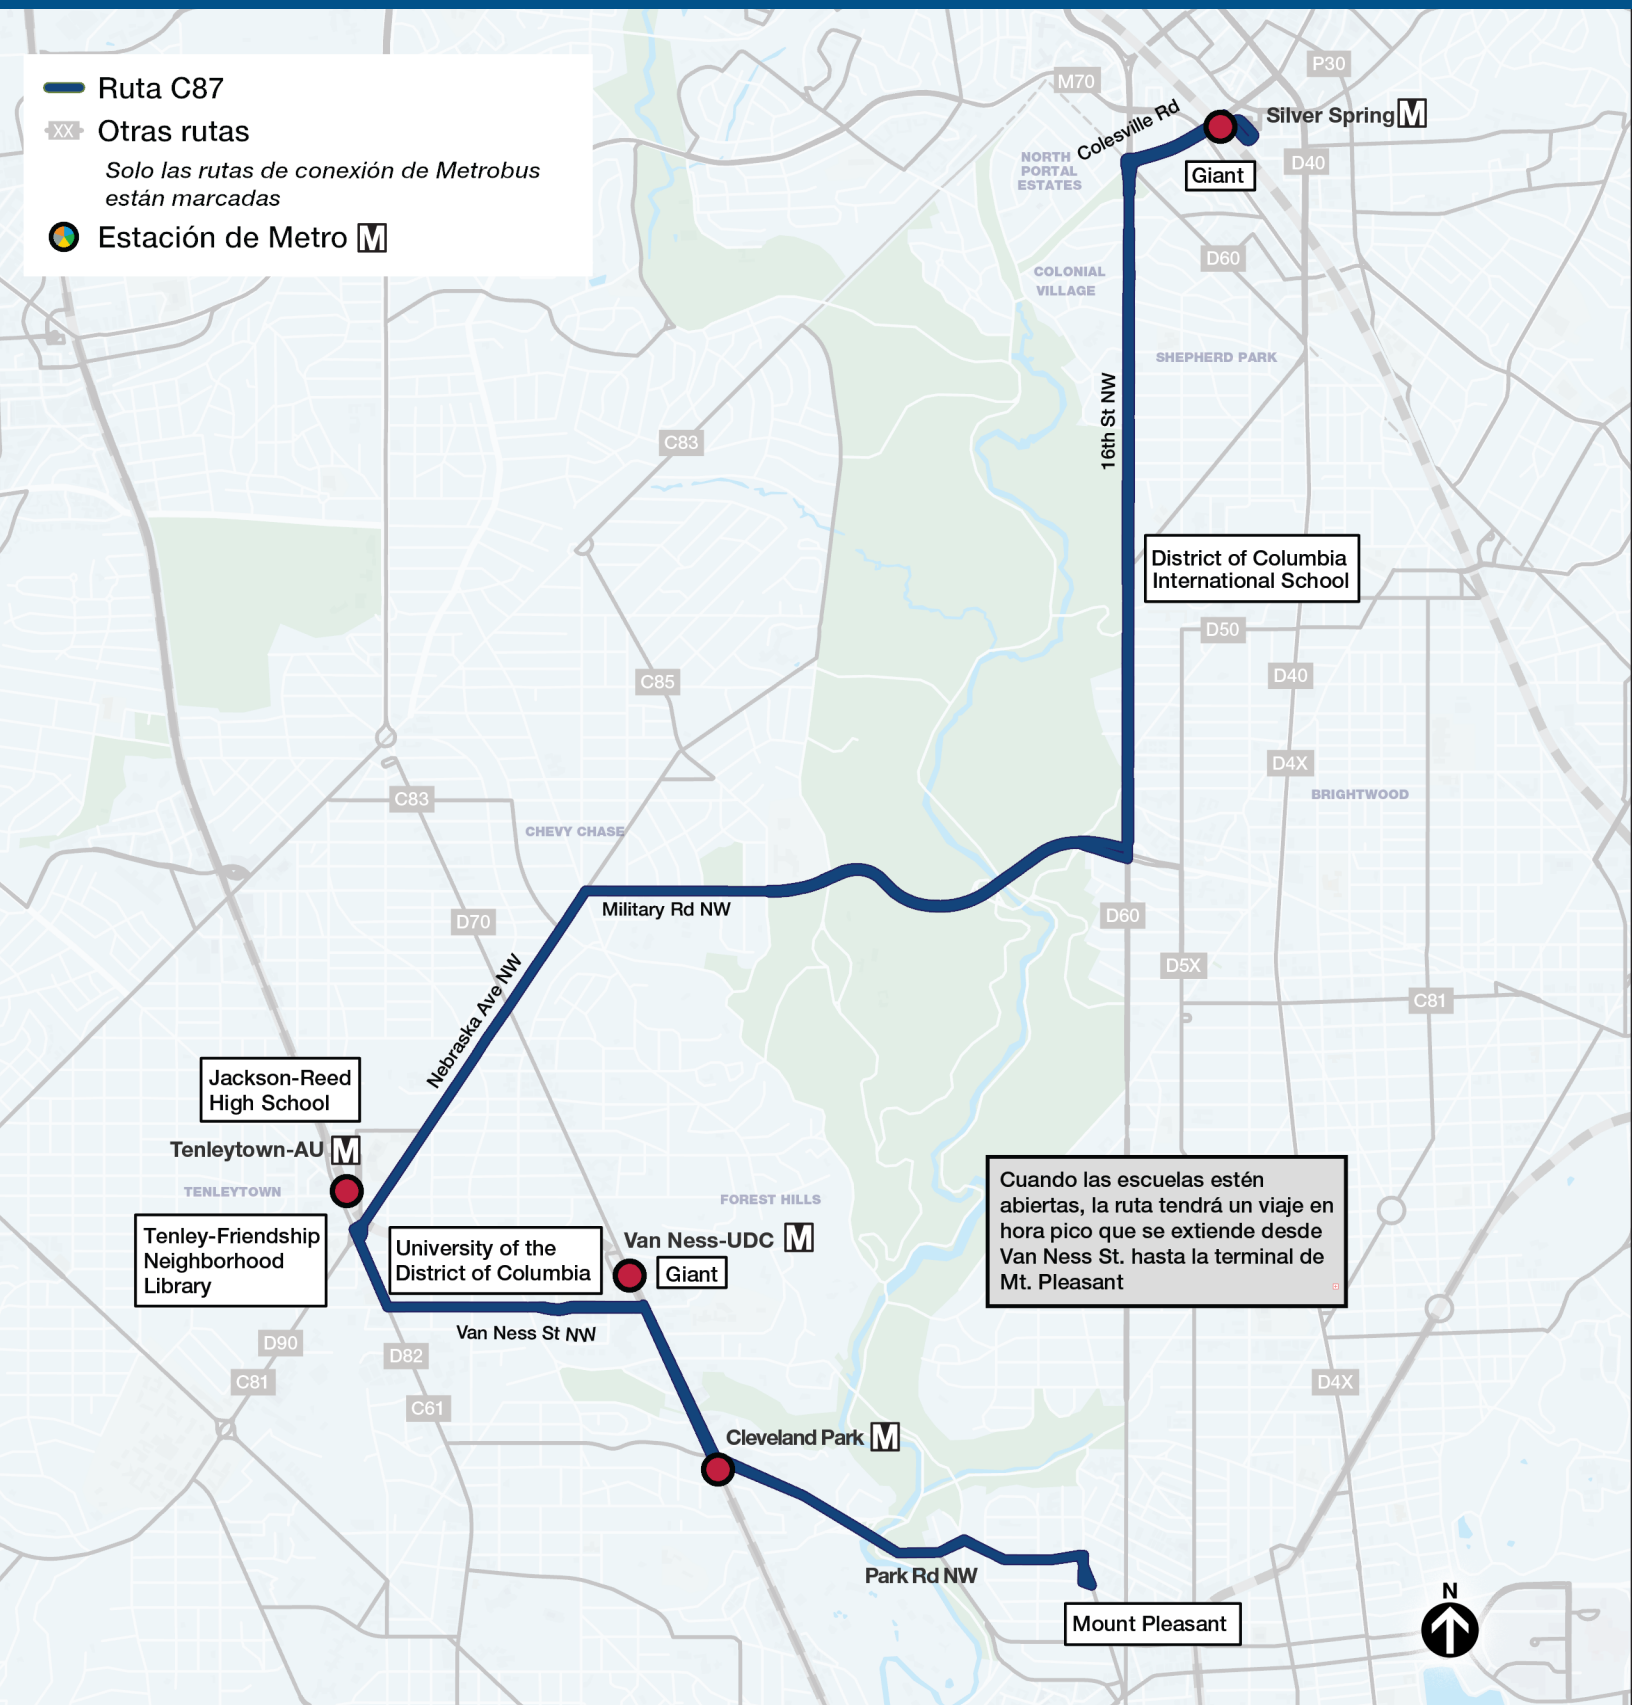 Ruta C87
XX Otras rutas
Solo las rutas de conexión de Metrobus
están marcadas
Estación de Metro M
P30
M70
Colesville Rd
Silver Spring M
NORTH
PORTAL
ESTATES
D40
Giant
D60
COLONIAL
VILLAGE
SHEPHERD PARK
16th St NW
C83
District of Columbia
International School
D50
D40
C85
D4X
BRIGHTWOOD
C83
CHEVY CHASE
Military Rd NW
D70
D60
D5X
C81
Nebraska Ave NW
Jackson-Reed
High School
Tenleytown-AU M
TENLEYTOWN
FOREST HILLS
Cuando las escuelas estén
abiertas, la ruta tendrá un viaje en
hora pico que se extiende desde
Van Ness St. hasta la terminal de
Mt. Pleasant
Tenley-Friendship
Neighborhood
Library
University of the
District of Columbia
Van Ness-UDC M
Giant
Van Ness St NW
D90
D82
C81
D4X
C61
Cleveland Park M
Park Rd NW
Mount Pleasant
N